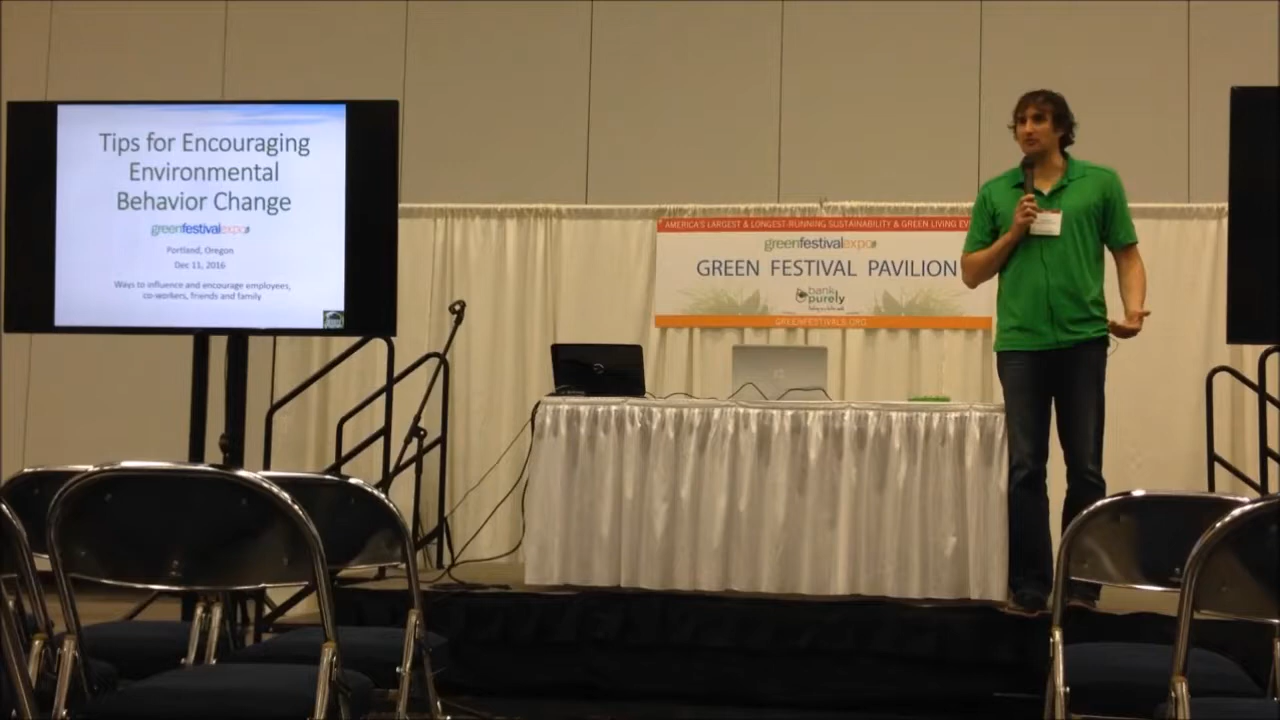 Tips for Encouraging
Environmental
Behavior Change
greenfestivalexpo
Portland, Oregon
Dec 11, 2016
Ways to influence and encourage employees,
co-workers, friends and family
AMERICA'S LARGEST & LONGEST-RUNNING SUSTAINABILITY & GREEN LIVING
greenfestivalexpo
GREEN FESTIVAL PAVILION
bank
purely
GREENFESTIVALS.ORG